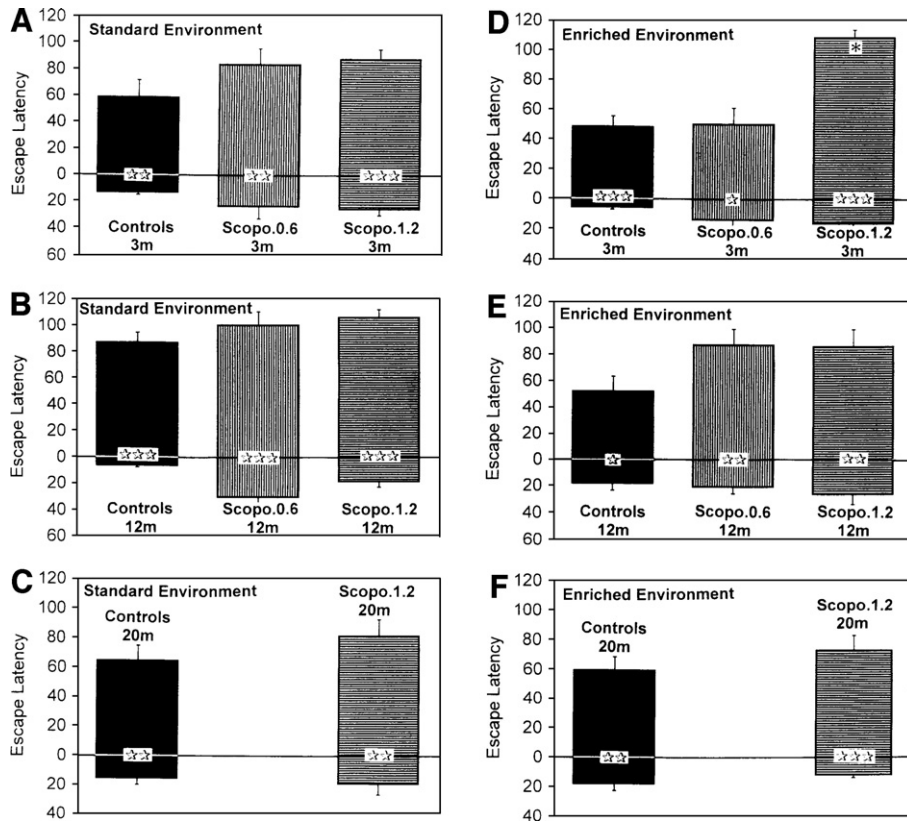 A
Standard Environment
Escape Latency
120
100
80
60
40
20
0
20
40
60
☆☆
☆☆
☆☆☆
Controls
3m
Scopo.0.6
3m
Scopo.1.2
3m
D
Enriched Environment
Escape Latency
120
100
80
60
40
20
0
20
40
*
☆☆☆
☆
☆☆☆
Controls
3m
Scopo.0.6
3m
Scopo.1.2
3m
B
Standard Environment
Escape Latency
120
100
80
60
40
20
0
20
40
60
☆☆☆
☆☆☆
☆☆☆
Controls
12m
Scopo.0.6
12m
Scopo.1.2
12m
E
Enriched Environment
Escape Latency
120
100
80
60
40
20
0
20
40
60
☆
☆☆
☆☆
Controls
12m
Scopo.0.6
12m
Scopo.1.2
12m
C
Standard Environment
Escape Latency
120
100
80
60
40
20
0
20
40
Controls
20m
Scopo.1.2
20m
☆☆
☆☆
F
Enriched Environment
Escape Latency
120
100
80
60
40
20
0
20
40
Controls
20m
Scopo.1.2
20m
☆☆
☆☆☆